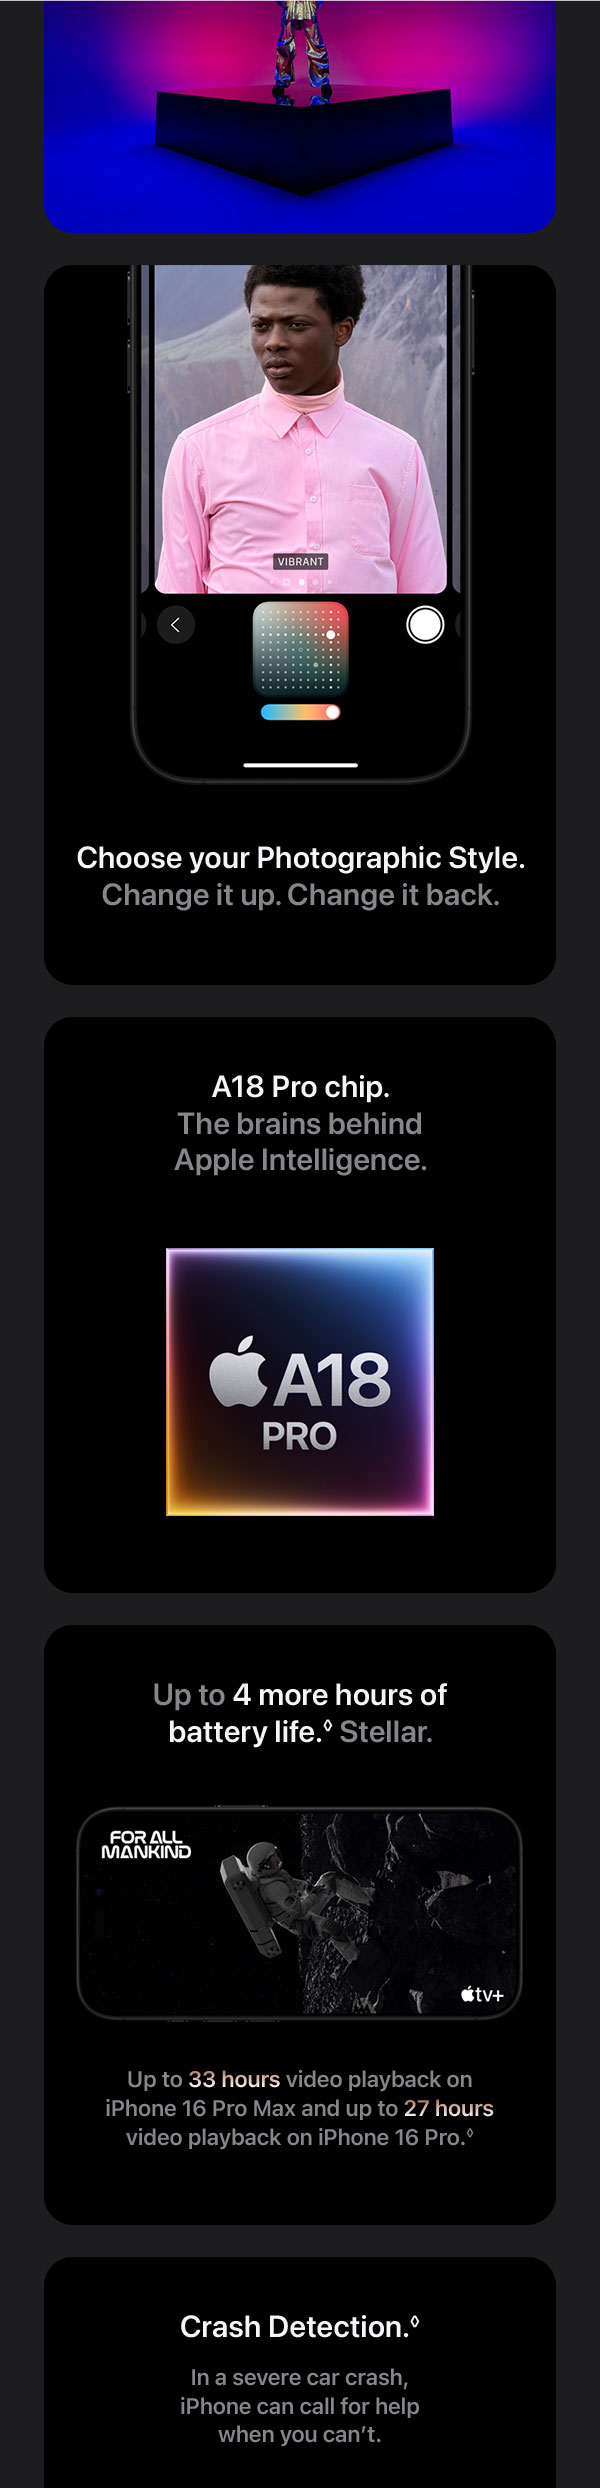 VIBRANT
Choose your Photographic Style.
Change it up. Change it back.
A18 Pro chip.
The brains behind
Apple Intelligence.
A18
PRO
Up to 4 more hours of
battery life.◊ Stellar.
FOR ALL
MANKIND
tv+
Up to 33 hours video playback on
iPhone 16 Pro Max and up to 27 hours
video playback on iPhone 16 Pro.◊
Crash Detection.◊
In a severe car crash,
iPhone can call for help
when you can’t.